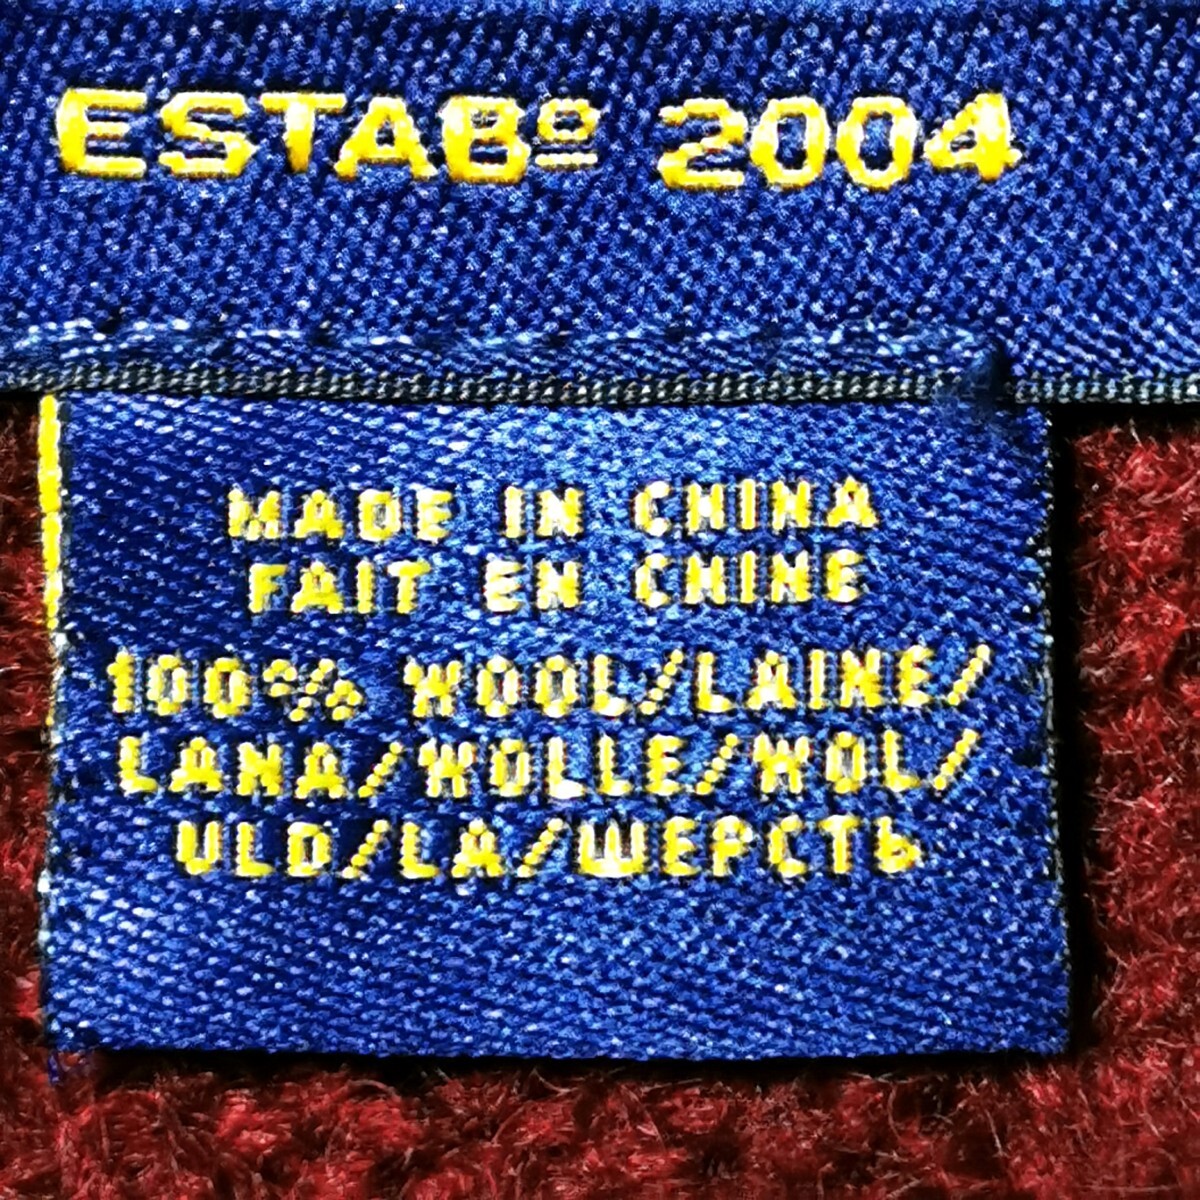 ESTABº 2004
MADE IN CHINA
FAIT EN CHINE
100% WOOL/LAINE/
LANA/WOLLE/WOL/
ULD/LA/ШЕРСТЬ